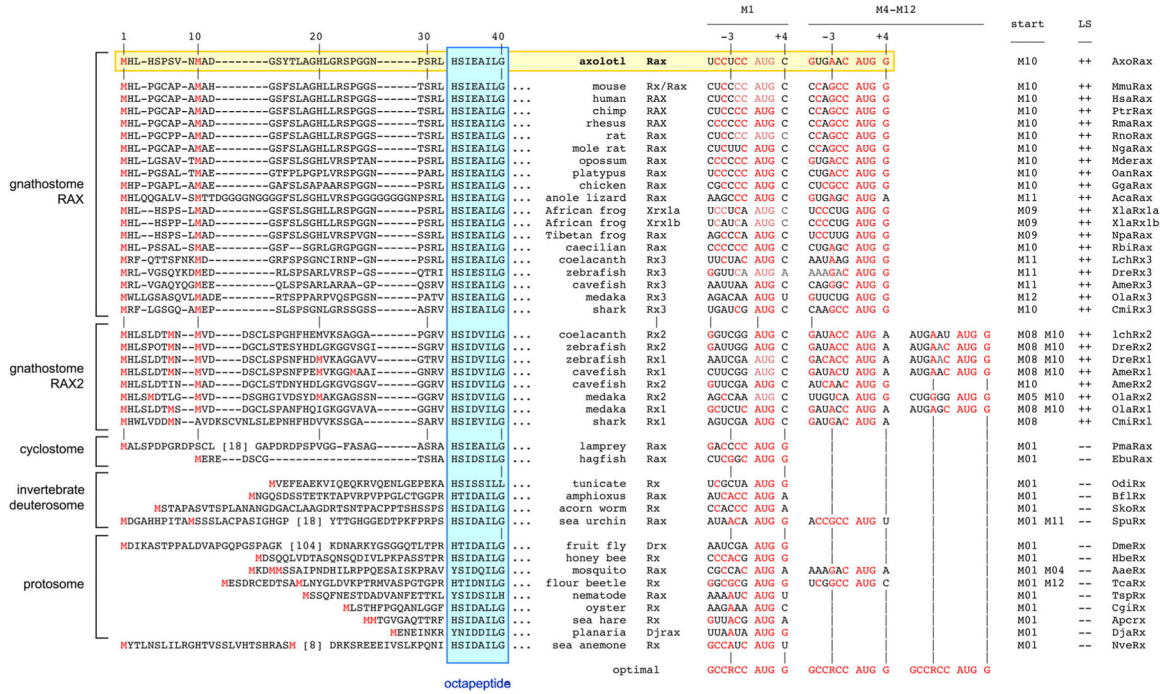 M1 M4-M12
start LS
-3 +4 -3 +4
1 10 20 30 40
MHL-HSPSV-NMAD------GSYTLAGHLGRSPGGN-----PSRL HSIEAILG axolotl Rax UCCUCC AUG C GUGAAC AUG G M10 ++ AxoRax
MHL-PGCAP-AMAH------GSFSLAGHLLRSPGGS-----TSRL HSIEAILG ... mouse Rx/Rax CUCCCC AUG C CCAGCC AUG G M10 ++ MmuRax
MHL-PGCAP-AMAD------GSFSLAGHLLRSPGGS-----TSRL HSIEAILG ... human RAX CUCCCC AUG C CCAGCC AUG G M10 ++ HsaRax
MHL-PGCAP-AMAD------GSFSLAGHLLRSPGGS-----TSRL HSIEAILG ... chimp RAX CCCCCC AUG C CCAGCC AUG G M10 ++ PtrRax
MHL-PGCAP-AMAD------GSFSLAGHLLRSPGGS-----TSRL HSIEAILG ... rhesus RAX CCCCCC AUG C CCAGCC AUG G M10 ++ RmaRax
MHL-PGCPP-AMAD------GSFSLAGHLLRSPGGS-----TSRL HSIEAILG ... rat Rax CUCCCC AUG C CCAGCC AUG G M10 ++ RnoRax
MHL-PGCAP-AMAD------GSFSLAGHLLRSPGGS-----TSRL HSIEAILG ... mole rat Rax CUCUUC AUG C CCAGCC AUG G M10 ++ NgaRax
MHL-LGSAV-TMAD------GSFSLSGHLVRSPTAN-----PSRL HSIEAILG ... opossum Rax CCCCCC AUG C GUGACC AUG G M10 ++ Mderax
MHL-PGSAL-TMAE------GTFPLPGPLVRSPAGN-----PARL HSIEAILG ... platypus Rax CCCCCC AUG C CCAGCC AUG G M10 ++ OanRax
MHP-PGAPL-AMAE------GAFSLSAPAARSPGGN-----PSRL HSIEAILG ... chicken Rax CGCCCC AUG C CUCGCC AUG G M10 ++ GgaRax
MHLQQGALV-SMTTDGGGGNGGGGFSLAGHLGRSPGGGGGGGNPSRL HSIEAILG ... anole lizard Rax AAGCCC AUG C GUGAGC AUG A M11 ++ AcaRax
MHL--HSPS-LMAD------GSFSLSGHLLRSPGGS-----TSRL HSIEAILG ... African frog Xrx1a UCCUCA AUG C UCCCUG AUG G M09 ++ XlaRx1a
MHL--HSPP-LMAD------GSFSLSGHLLRSPGGS-----TSRL HSIEAILG ... African frog Xrx1b UCAUCA AUG C CCCCUG AUG G M09 ++ XlaRx1b
MHL--HSPS-LMAD------GSFSLSGHLVRSPEGS-----PSRL HSIEAILG ... Tibetan frog Rax AGCCCA AUG C UCCUUG AUG G M09 ++ NpaRax
MHL-PSSAL-SMAE------GSF--SGRLGRGPGGN-----PSRL HSIEAILG ... caecilian Rax CCCCCC AUG C CUGAGC AUG G M10 ++ RbiRax
MRF-QTTSFNKMD------GRFSPSGNCIRNP-GN-----PSRM HSIEAILG ... coelacanth Rx3 UUCUAC AUG C AAUAAG AUG G M11 ++ LchRx3
MRL-VGSQYKDMED------RLSPSARLVRSP-GS-----QTRI HSIESILG ... zebrafish Rx3 GGUUCA AUG A AAAGAC AUG G M11 ++ DreRx3
MRL-VGAQYQGMEE------QLSPSARLARAAA-GP-----QSRV HSIEAILG ... cavefish Rx3 AAUUAA AUG C CAGGGC AUG G M11 ++ AmeRx3
MWLLGSASQVLMADE------RTSPPARPVQSPGSN-----PATV HSIEAILG ... medaka Rx3 AGACAA AUG U GUUCUG AUG G M12 ++ OlaRx3
MRF-LGSGQ-AMEP------SLPSPSGNLGRSSVGS-----ASRI HSIEAILG ... shark Rx3 UGAUCG AUG C CAAGCC AUG G M10 ++ CmiRx3
gnathostome
RAX
MHLSLDTMN--MVD---DSCLSPGHFHEMVKSAGGA-----PGRV HSIDVILG ... coelacanth Rx2 GGUCGG AUG C GAUACC AUG A AUGAAU AUG G M08 M10 ++ lchRx2
MHLSPOTMN--MVD---DSCLSTESYHDLGKGGVSGI-----GSRV HSIDVILG ... zebrafish Rx2 GAUUGG AUG C GAUACC AUG A AUGAAC AUG G M08 M10 ++ DreRx2
MHLSLDTMS--MVD---DSCLSPSNFHDMVKAGGAVT-----GVRV HSIDVILG ... zebrafish Rx1 AAUCGA AUG C GACACC AUG A AUGAGC AUG G M08 M10 ++ DreRx1
MHLSLDTMS--MVD---DSCLSPSNFPEMVKGGMAAI-----GNRV HSIDVILG ... cavefish Rx1 CUUCGG AUG C GAUACU AUG A AUGAAC AUG G M08 M10 ++ AmeRx1
MHLSLDTIN--MAD---DGCLSTDNYHDLGKGVGSV-----GGRV HSIDVILG ... cavefish Rx2 GUUCGA AUG C AUCAAC AUG G M10 ++ AmeRx2
MHLSMDTLG--MVD---DSGHGIVDSYDMAKGAGSSN-----GGRV HSIDVILG ... medaka Rx2 AGCCAA AUG C UUGUCA AUG G CUGGGG AUG G M05 M10 ++ OlaRx2
MHLSLDTMS--MVD---DSCLSPANFHQIGKGGVAVA-----GGHV HSIDVILG ... medaka Rx1 GCUCUC AUG C GAUACC AUG A AUGAGC AUG G M08 M10 ++ OlaRx1
MHWLVDDMN--AVDKSCVNLSLEPNHFHDVVKSSGA-----VGRV HSIEVILG ... shark Rx1 AGUCGA AUG C GAUGAC AUG A M08 ++ CmiRx1
gnathostome
RAX2
MALSPDPGRDPSCL [18] GAPDRDPSPVGG-FASAG-----ASRA HSIEAILG ... lamprey Rax GACCCC AUG G M01 -- PmaRax
MERE---DSCG---------------TSHA HSIDSILG ... hagfish Rax CUCGGC AUG G M01 -- EbuRax
cyclostome
MVEFEAEKVIQEQKRVQENLGEPEKA HSISSILL ... tunicate Rx UCGCUA AUG G M01 -- OdiRx
MNGQSDSSTETKTAPVRPVPPGLCTGGPR HTIDAILG ... amphioxus Rax AUCACC AUG A M01 -- BflRx
MSTAPASVTSPLANANGDGACLAAGDRTSNTPACPPTSHSSPS HSIDAILG ... acorn worm Rx CCACCC AUG A M01 -- SkoRx
MDGAHHPITAMSSSLACPASIGHGP [18] YTTGHGGEDTPKFPRPS HSIDAILG ... sea urchin Rax AUAACA AUG G ACCGCC AUG U M01 M11 -- SpuRx
invertebrate
deuterosome
MDIKASTPPALDVAPGQPGSPAGK [104] KDNARKYGSGGQTLTPR HTIDAILG ... fruit fly Drx AAUCGA AUG G M01 -- DmeRx
MDSQQLVDTASQNSQDIVLPKPASSTPR HSIDAILG ... honey bee Rx CCCACG AUG G M01 -- HbeRx
MKDMMSSAIPNDHILRPPQESAISKPRAV YSIDQILG ... mosquito Rax CGCCAC AUG A AAAGAC AUG A M01 M04 -- AaeRx
MESDRCEDTSAMLNYGLDVKPTRMVASPGTGPR HTIDNILG ... flour beetle Rx GGCGCG AUG G UCGGCC AUG C M01 M12 -- TcaRx
MSSQFNESTDADVANFETTKL YSIDSILH ... nematode Rax AAAAUC AUG U M01 -- TspRx
MLSTHFPGQANLGGF HSIDALLG ... oyster Rx AAGAAA AUG C M01 -- CgiRx
MMTGVGAQTTRF HSIDAILG ... sea hare Rx GUUACG AUG A M01 -- Apcrx
MENEINKR YNIDDILG ... planaria Djrax UUAAUA AUG G M01 -- DjaRx
MYTLNSLILRGHTVSSLVHTSHRASM [8] DRKSREEEIVSLKPQNI HSIDAILG ... sea anemone Rx GCCAUC AUG U M01 -- NveRx
protosome
optimal GCCRCC AUG G GCCRCC AUG G GCCRCC AUG G
octapeptide